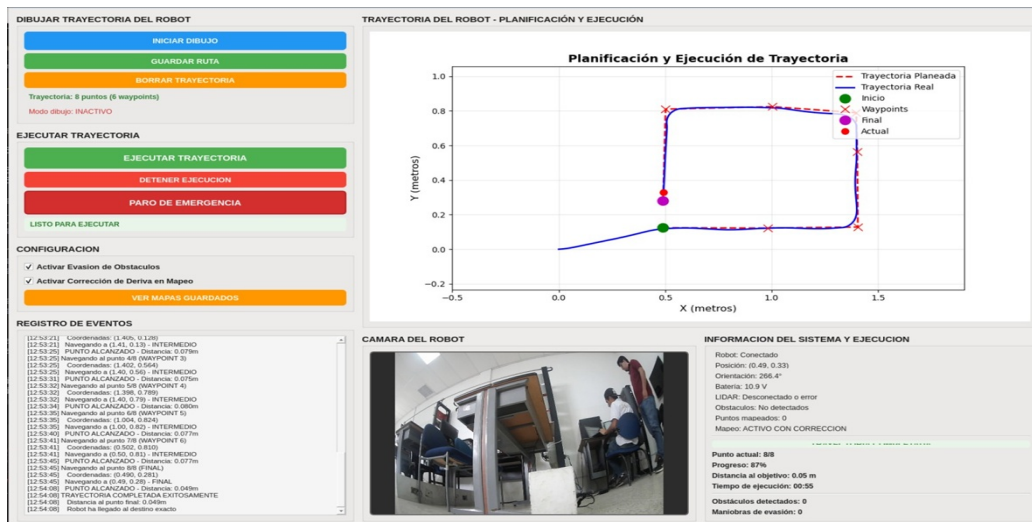 DIBUJAR TRAYECTORIA DEL ROBOT
INICIAR DIBUJO
GUARDAR RUTA
BORRAR TRAYECTORIA
Trayectoria: 8 puntos (6 waypoints)
Modo dibujo: INACTIVO
EJECUTAR TRAYECTORIA
EJECUTAR TRAYECTORIA
DETENER EJECUCION
PARO DE EMERGENCIA
LISTO PARA EJECUTAR
CONFIGURACION
Activar Evasion de Obstaculos
Activar Corrección de Deriva en Mapeo
VER MAPAS GUARDADOS
REGISTRO DE EVENTOS
[12:53:21] Coordenadas: (1.405, 0.128)
[12:53:21] Navegando a (1.41, 0.13) - INTERMEDIO
[12:53:25] PUNTO ALCANZADO - Distancia: 0.079m
[12:53:25] Navegando al punto 4/8 (WAYPOINT 3)
[12:53:25] Coordenadas: (1.402, 0.564)
[12:53:25] Navegando a (1.40, 0.56) - INTERMEDIO
[12:53:31] PUNTO ALCANZADO - Distancia: 0.075m
[12:53:32] Navegando al punto 5/8 (WAYPOINT 4)
[12:53:32] Coordenadas: (1.398, 0.789)
[12:53:32] Navegando a (1.40, 0.79) - INTERMEDIO
[12:53:34] PUNTO ALCANZADO - Distancia: 0.080m
[12:53:35] Navegando al punto 6/8 (WAYPOINT 5)
[12:53:35] Coordenadas: (1.004, 0.824)
[12:53:35] Navegando a (1.00, 0.82) - INTERMEDIO
[12:53:40] PUNTO ALCANZADO - Distancia: 0.077m
[12:53:41] Navegando al punto 7/8 (WAYPOINT 6)
[12:53:41] Coordenadas: (0.502, 0.810)
[12:53:41] Navegando a (0.50, 0.81) - INTERMEDIO
[12:53:45] PUNTO ALCANZADO - Distancia: 0.077m
[12:53:45] Navegando al punto 8/8 (FINAL)
[12:53:45] Coordenadas: (0.490, 0.281)
[12:53:45] Navegando a (0.49, 0.28) - FINAL
[12:54:08] PUNTO ALCANZADO - Distancia: 0.049m
[12:54:08] TRAYECTORIA COMPLETADA EXITOSAMENTE
[12:54:08] Distancia al punto final: 0.049m
[12:54:08] Robot ha llegado al destino exacto
TRAYECTORIA DEL ROBOT - PLANIFICACIÓN Y EJECUCIÓN
Planificación y Ejecución de Trayectoria
Trayectoria Planeada
Trayectoria Real
Inicio
Waypoints
Final
Actual
Y (metros)
1.0
0.8
0.6
0.4
0.2
0.0
−0.2
−0.5
0.0
0.5
1.0
1.5
X (metros)
CAMARA DEL ROBOT
INFORMACION DEL SISTEMA Y EJECUCION
Robot: Conectado
Posición: (0.49, 0.33)
Orientación: 266.4°
Bateria: 10.9 V
LIDAR: Desconectado o error
Obstaculos: No detectados
Puntos mapeados: 0
Mapeo: ACTIVO CON CORRECCION
Punto actual: 8/8
Progreso: 87%
Distancia al objetivo: 0.05 m
Tiempo de ejecución: 00:55
Obstáculos detectados: 0
Maniobras de evasión: 0